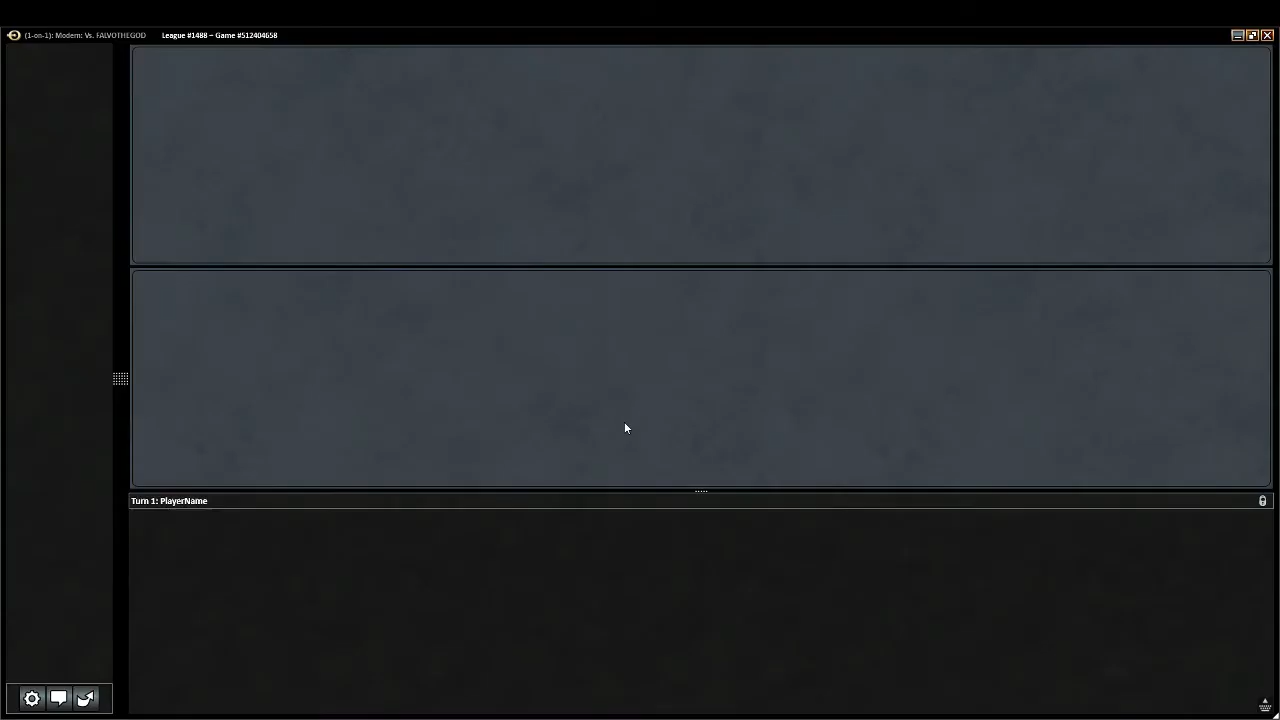 (1-on-1): Modern: Vs. FALVOTHEGOD League #1488 – Game #512404658
Turn 1: PlayerName